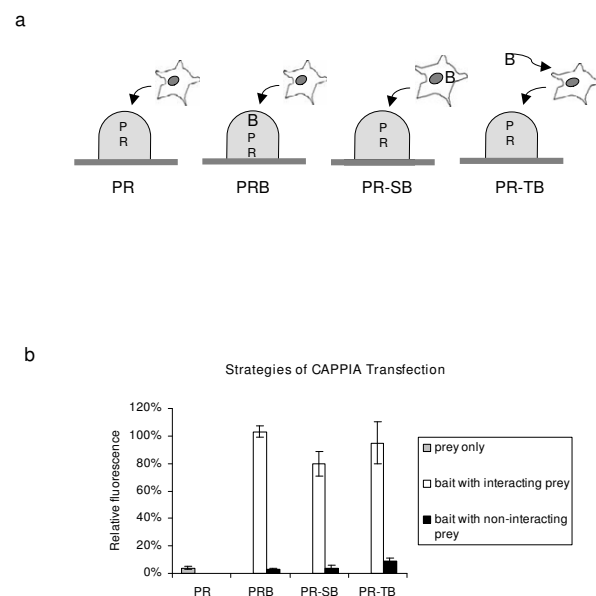 a
B
B
B
P
R
P
R
P
R
P
R
PR
PRB
PR-SB
PR-TB
b
Strategies of CAPPIA Transfection
Relative fluorescence
120%
100%
80%
60%
40%
20%
0%
PR
PRB
PR-SB
PR-TB
prey only
bait with interacting prey
bait with non-interacting
prey